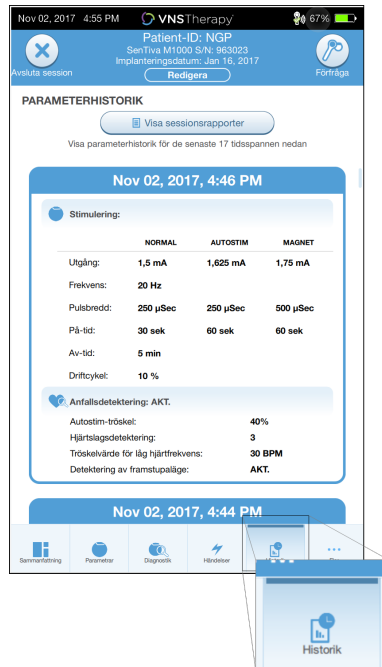 Nov 02, 2017 4:55 PM VNSTherapy 67%
Patient-ID: NGP
SenTiva M1000 S/N: 963023
Implanteringsdatum: Jan 16, 2017
Avsluta session Redigera Förfråga
PARAMETERHISTORIK
Visa sessionsrapporter
Visa parameterhistorik för de senaste 17 tidsspannen nedan
Nov 02, 2017, 4:46 PM
Stimulering:
NORMAL AUTOSTIM MAGNET
Utgång: 1,5 mA 1,625 mA 1,75 mA
Frekvens: 20 Hz
Pulsbredd: 250 µSec 250 µSec 500 µSec
På-tid: 30 sek 60 sek 60 sek
Av-tid: 5 min
Driftcykel: 10 %
Anfallsdetektering: AKT.
Autostim-tröskel: 40%
Hjärtslagsdetektering: 3
Tröskelvärde för låg hjärtfrekvens: 30 BPM
Detektering av framstupaläge: AKT.
Nov 02, 2017, 4:44 PM
Sammanfattning Parametrar Diagnostik Händelser
Historik